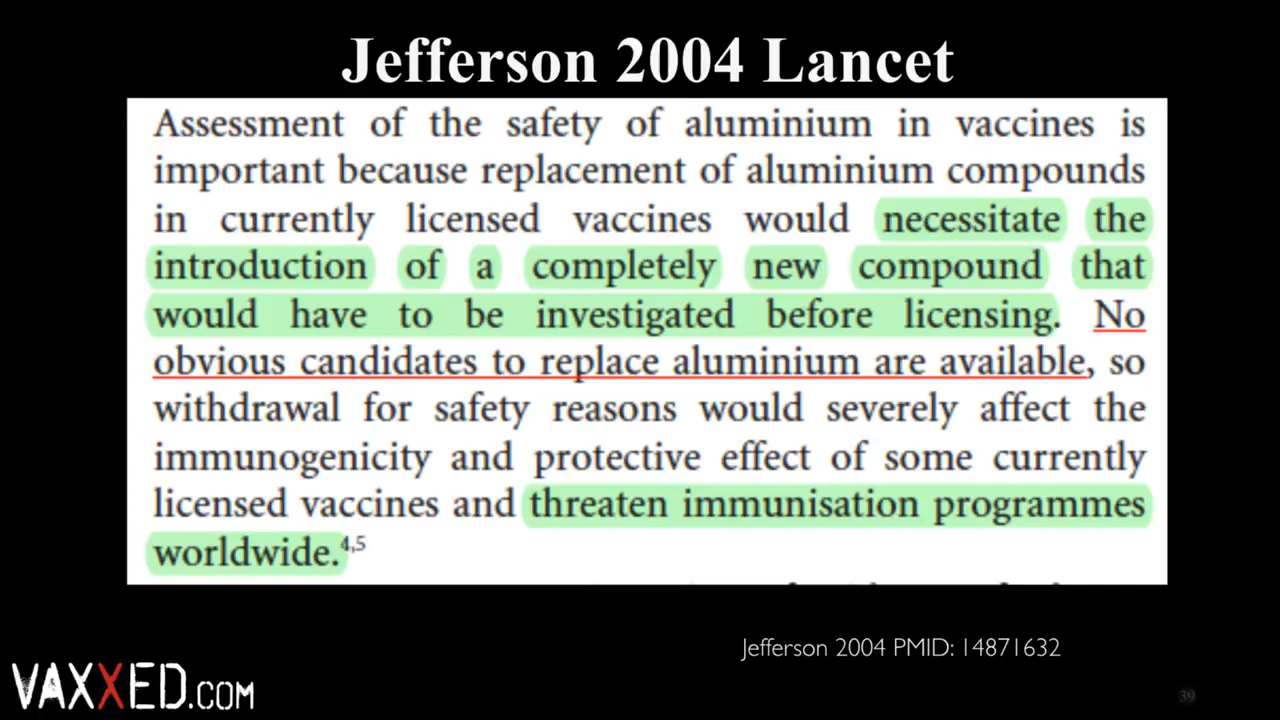 Jefferson 2004 Lancet
Assessment of the safety of aluminium in vaccines is
important because replacement of aluminium compounds
in currently licensed vaccines would necessitate the
introduction of a completely new compound that
would have to be investigated before licensing. No
obvious candidates to replace aluminium are available, so
withdrawal for safety reasons would severely affect the
immunogenicity and protective effect of some currently
licensed vaccines and threaten immunisation programmes
worldwide.4,5
Jefferson 2004 PMID: 14871632
VAXXED.COM
39